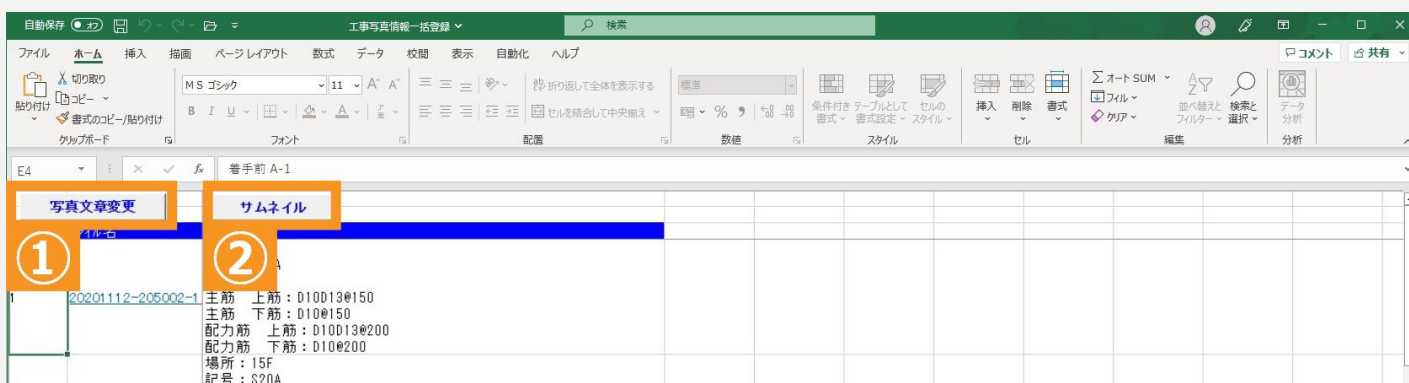 自動保存 オフ 工事写真情報一括登録 検索
ファイル ホーム 挿入 描画 ページ レイアウト 数式 データ 校閲 表示 自動化 ヘルプ コメント 共有
貼り付け 切り取り コピー 書式のコピー/貼り付け
クリップボード
ＭＳ ゴシック 11 A A
B I U A
フォント
折り返して全体を表示する
セルを結合して中央揃え
配置
標準
% 9
数値
条件付き書式 テーブルとして書式設定 セルのスタイル
スタイル
挿入 削除 書式
セル
Σ オート SUM フィル クリア 並べ替えとフィルター 検索と選択
編集
データ分析
分析
E4 fx 着手前 A-1
写真文章変更 サムネイル
① ②
イル名
A
1 20201112-205002-1 主筋 上筋：D10D13@150
主筋 下筋：D10@150
配力筋 上筋：D10D13@200
配力筋 下筋：D10@200
場所：15F
記号：S20A